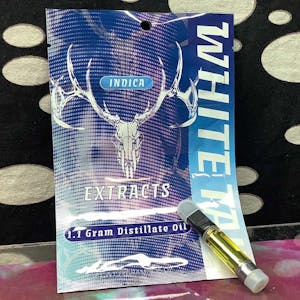 INDICA
EXTRACTS
1.1 Gram Distillate Oil
WHITE